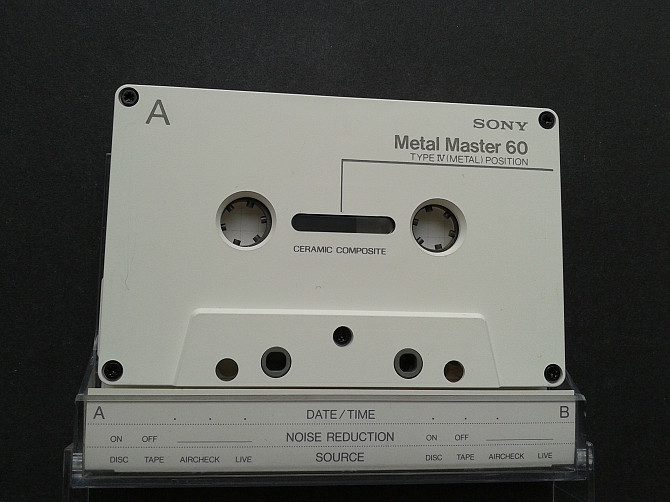 A
SONY
Metal Master 60
TYPE IV (METAL) POSITION
CERAMIC COMPOSITE
A DATE/TIME B
ON OFF NOISE REDUCTION ON OFF
DISC TAPE AIRCHECK LIVE SOURCE DISC TAPE AIRCHECK LIVE